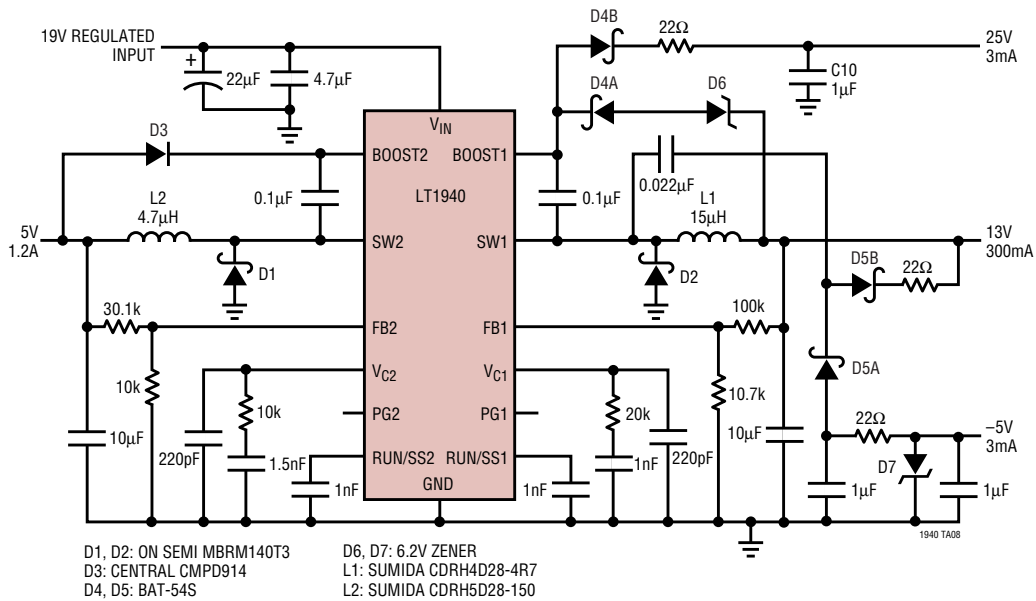 19V REGULATED
INPUT
+
22µF
4.7µF
D4B
22Ω
25V
3mA
C10
1µF
D4A
D6
D3
VIN
BOOST2
BOOST1
LT1940
0.1µF
0.1µF
0.022µF
L2
4.7µH
L1
15µH
5V
1.2A
SW2
SW1
13V
300mA
D1
D2
D5B
22Ω
30.1k
FB2
FB1
100k
D5A
10k
VC2
VC1
10.7k
10k
PG2
PG1
20k
22Ω
–5V
3mA
10µF
220pF
1.5nF
RUN/SS2
RUN/SS1
1nF
220pF
10µF
D7
1nF
GND
1nF
1µF
1µF
1940 TA08
D1, D2: ON SEMI MBRM140T3
D3: CENTRAL CMPD914
D4, D5: BAT-54S
D6, D7: 6.2V ZENER
L1: SUMIDA CDRH4D28-4R7
L2: SUMIDA CDRH5D28-150